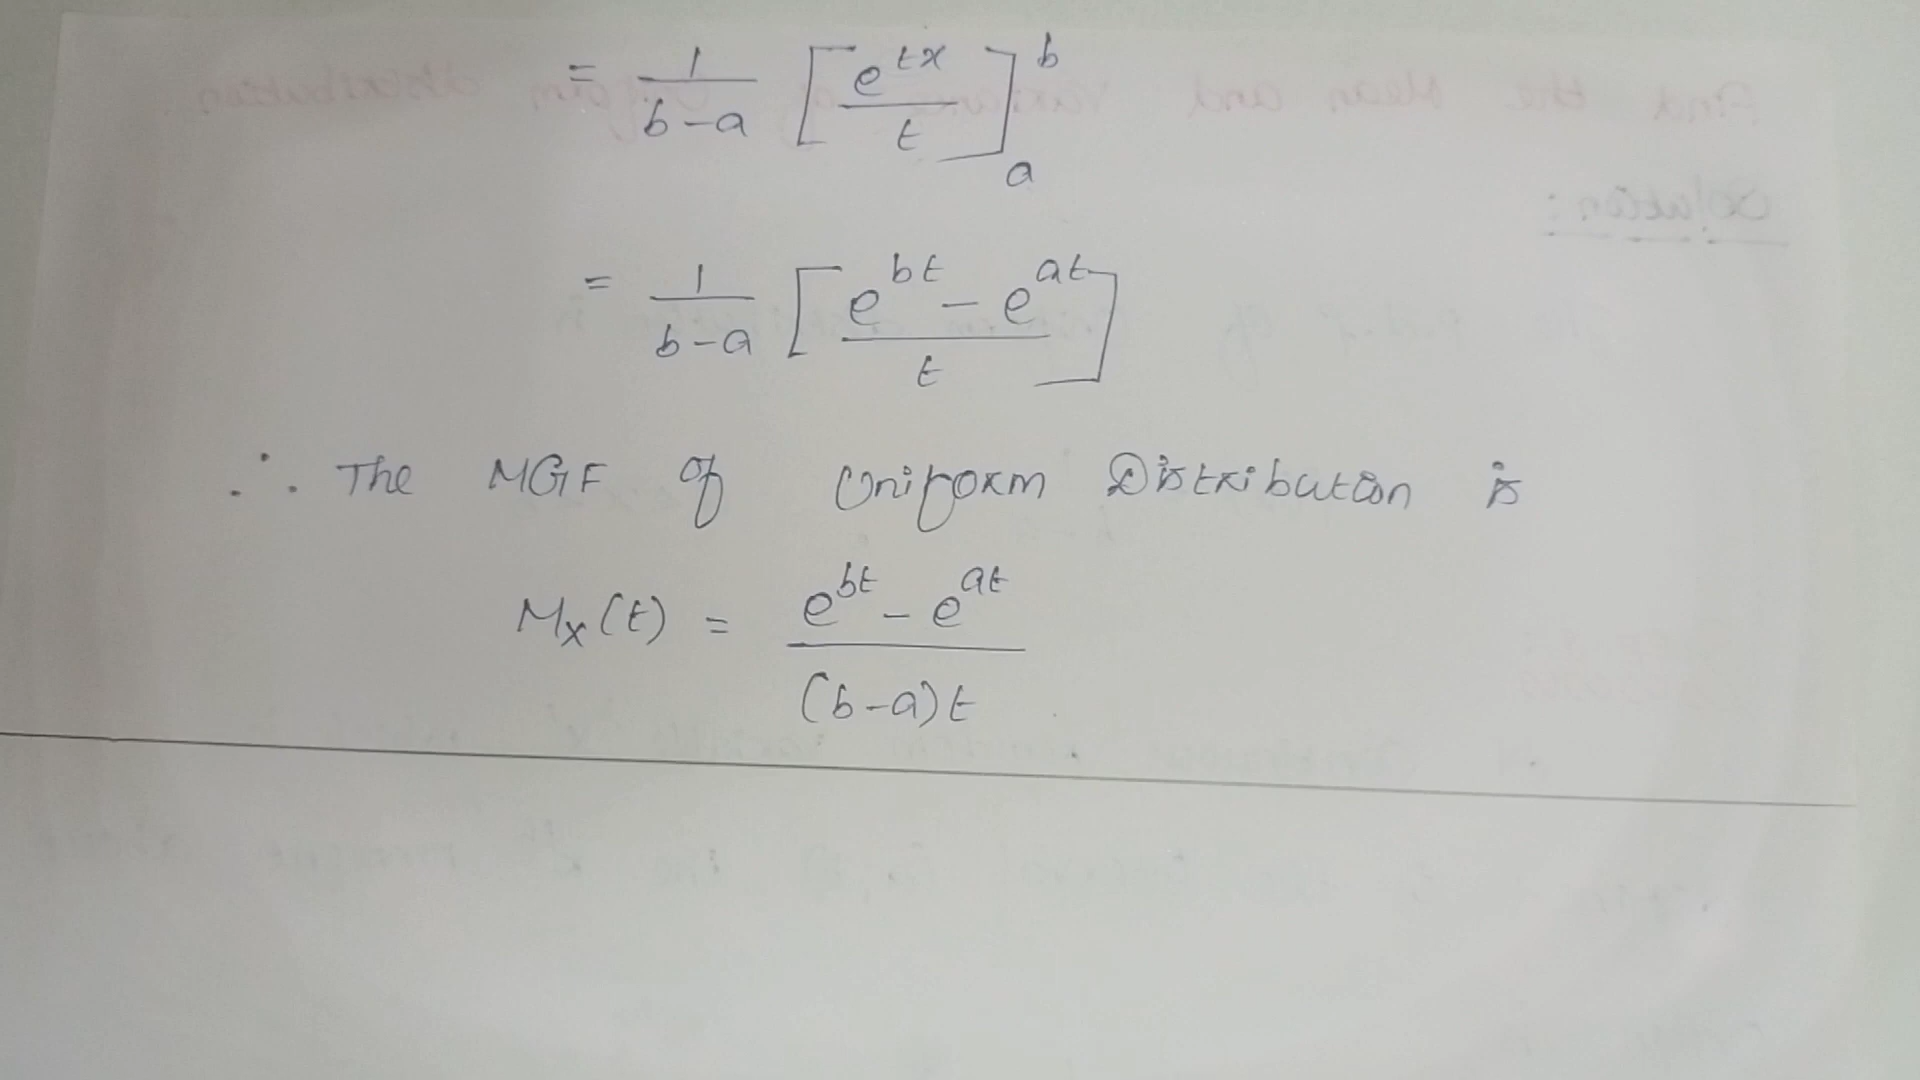 = 1/(b-a) [e^{tx}/t]_a^b
= 1/(b-a) [(e^{bt} - e^{at})/t]
∴ The MGF of Uniform Distribution is
M_X(t) = (e^{bt} - e^{at})/((b-a)t)